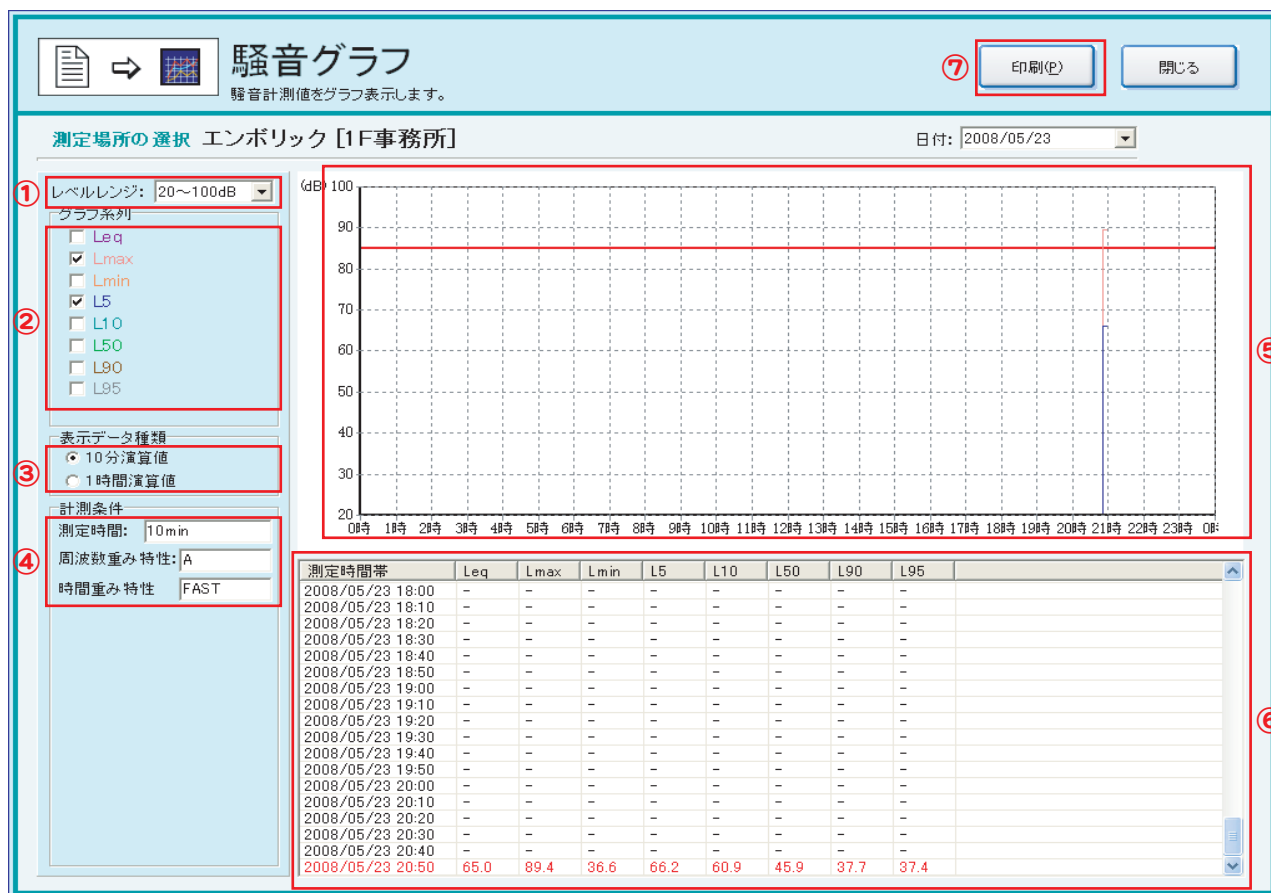 騒音グラフ
騒音計測値をグラフ表示します。
⑦
印刷(P)
閉じる
測定場所の選択 エンボリック [1F事務所]
日付: 2008/05/23
①
レベルレンジ: 20～100dB
グラフ系列
②
Leq
Lmax
Lmin
L5
L10
L50
L90
L95
表示データ種類
③
10分演算値
1時間演算値
計測条件
④
測定時間: 10min
周波数重み特性: A
時間重み特性 FAST
(dB) 100
90
80
70
60
50
40
30
20
0時 1時 2時 3時 4時 5時 6時 7時 8時 9時 10時 11時 12時 13時 14時 15時 16時 17時 18時 19時 20時 21時 22時 23時 0時
⑤
測定時間帯 Leq Lmax Lmin L5 L10 L50 L90 L95
2008/05/23 18:00 - - - - - - - -
2008/05/23 18:10 - - - - - - - -
2008/05/23 18:20 - - - - - - - -
2008/05/23 18:30 - - - - - - - -
2008/05/23 18:40 - - - - - - - -
2008/05/23 18:50 - - - - - - - -
2008/05/23 19:00 - - - - - - - -
2008/05/23 19:10 - - - - - - - -
2008/05/23 19:20 - - - - - - - -
2008/05/23 19:30 - - - - - - - -
2008/05/23 19:40 - - - - - - - -
2008/05/23 19:50 - - - - - - - -
2008/05/23 20:00 - - - - - - - -
2008/05/23 20:10 - - - - - - - -
2008/05/23 20:20 - - - - - - - -
2008/05/23 20:30 - - - - - - - -
2008/05/23 20:40 - - - - - - - -
2008/05/23 20:50 65.0 89.4 36.6 66.2 60.9 45.9 37.7 37.4
⑥